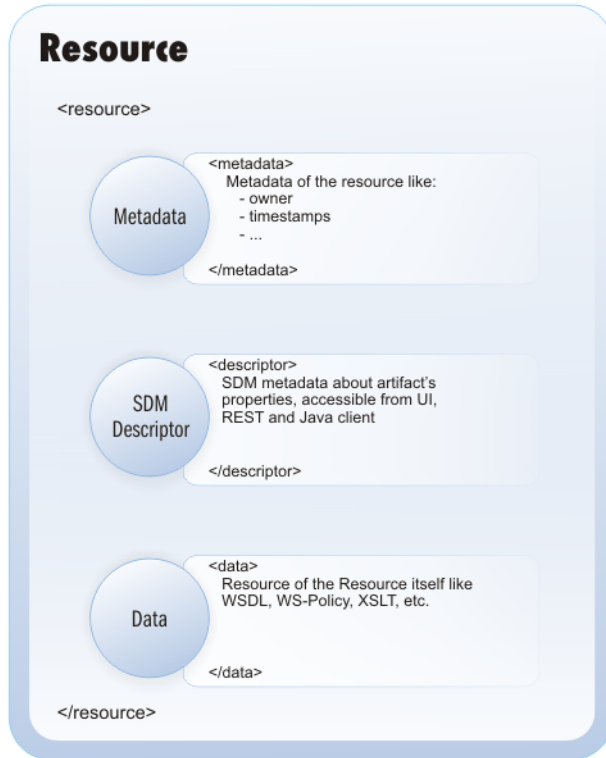 Resource
<resource>
Metadata
<metadata>
Metadata of the resource like:
- owner
- timestamps
- ...
</metadata>
SDM
Descriptor
<descriptor>
SDM metadata about artifact's
properties, accessible from UI,
REST and Java client
</descriptor>
Data
<data>
Resource of the Resource itself like
WSDL, WS-Policy, XSLT, etc.
</data>
</resource>